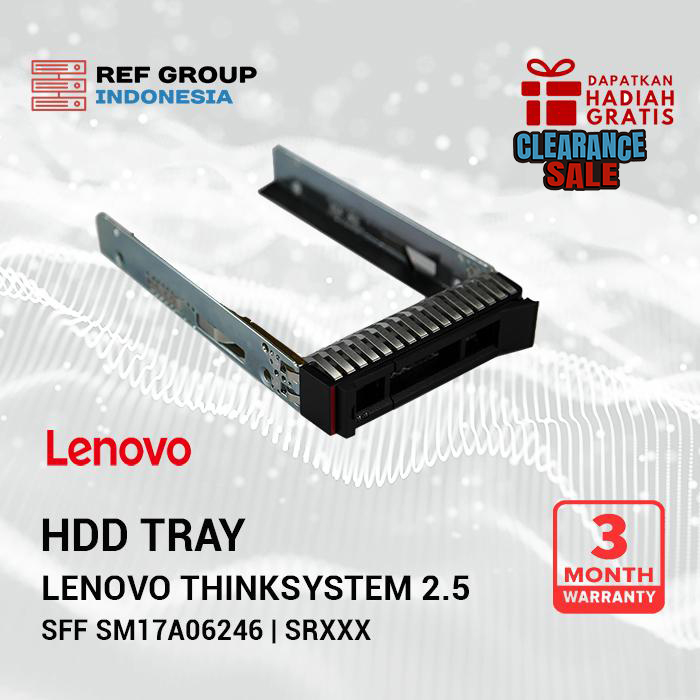 REF GROUP
INDONESIA
DAPATKAN
HADIAH
GRATIS
CLEARANCE
SALE
Lenovo
HDD TRAY
LENOVO THINKSYSTEM 2.5
SFF SM17A06246 | SRXXX
3
MONTH
WARRANTY